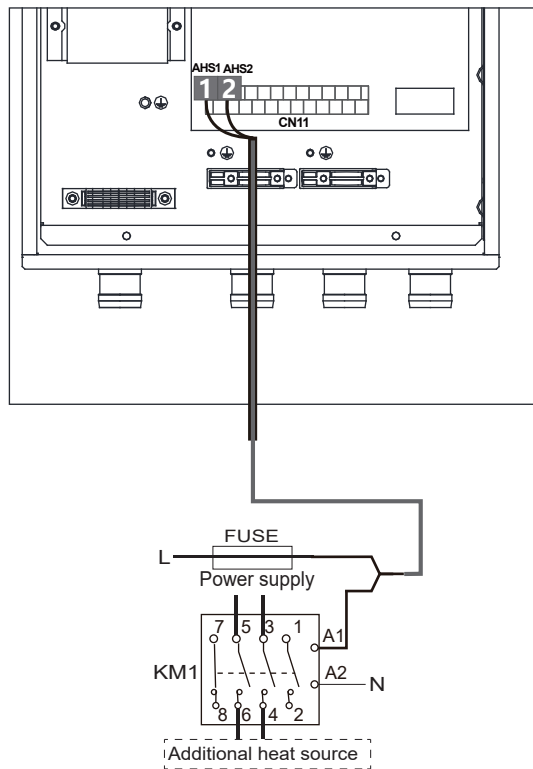 AHS1 AHS2
1 2
CN11
FUSE
L
Power supply
7 5 3 1
A1
KM1
A2
N
8 6 4 2
Additional heat source